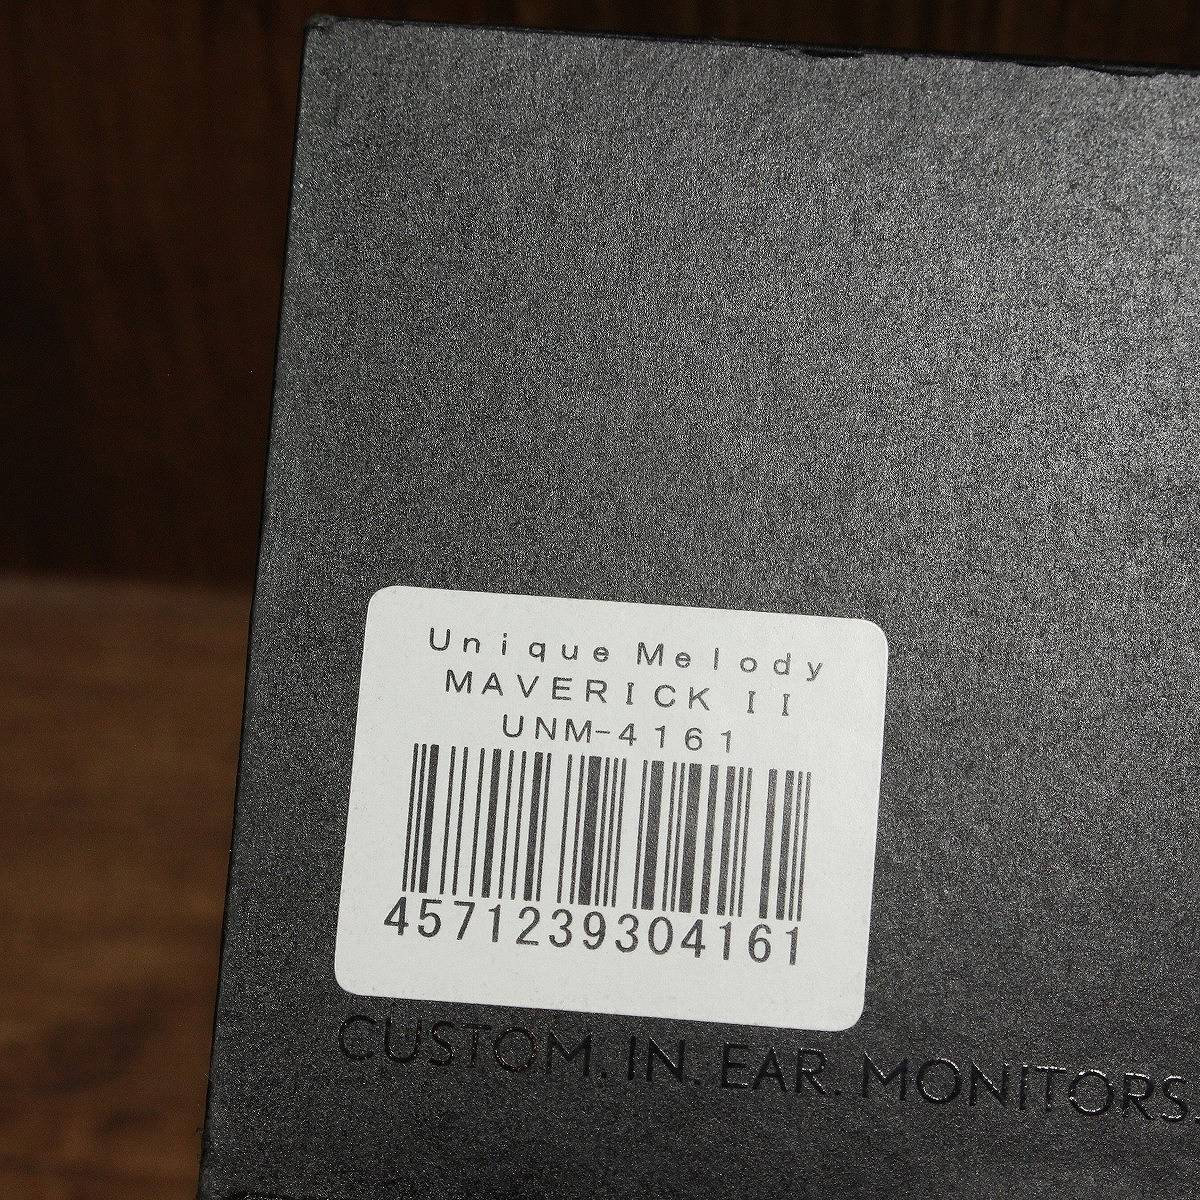 Unique Melody
MAVERICK II
UNM-4161
4571239304161
CUSTOM. IN. EAR. MONITORS.